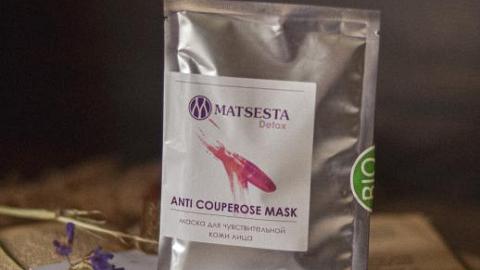 MATSESTA
Detox
ANTI COUPEROSE MASK
маска для чувствительной
кожи лица
BIO